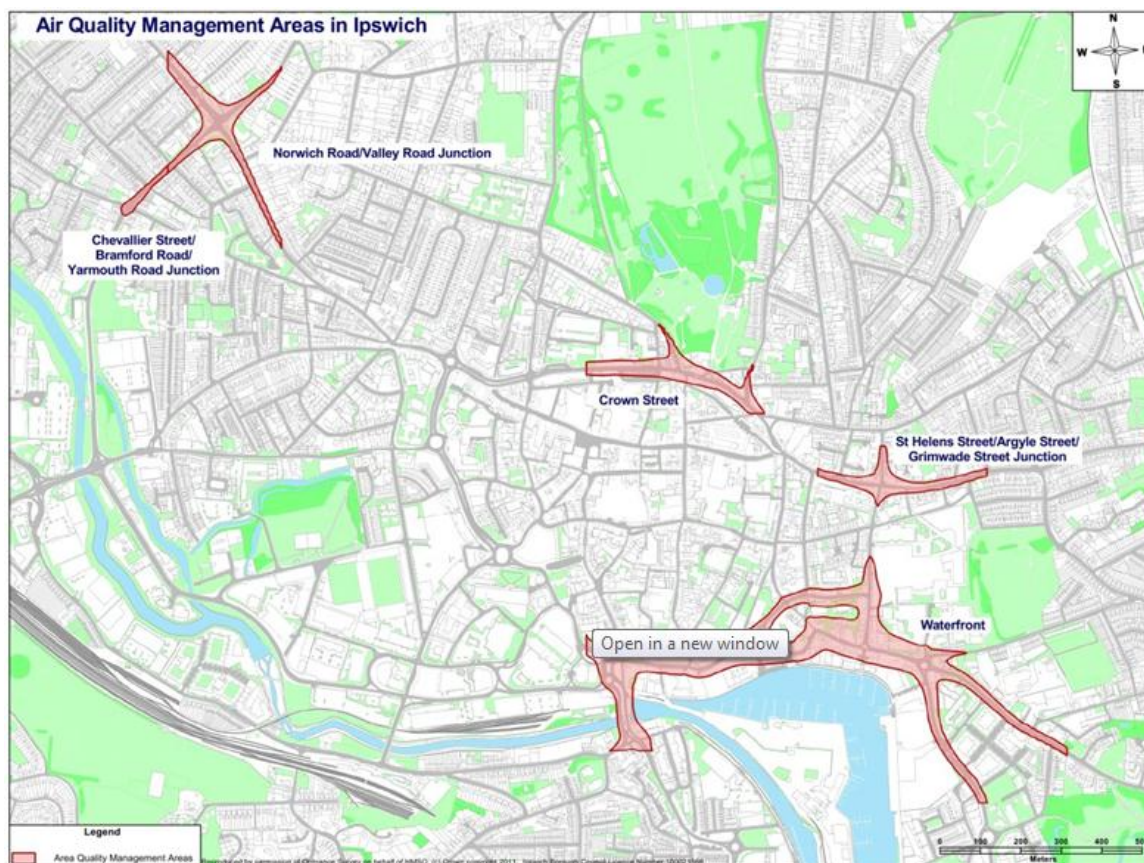 Air Quality Management Areas in Ipswich
N
W
S
Norwich Road/Valley Road Junction
Chevallier Street/
Bramford Road/
Yarmouth Road Junction
Crown Street
St Helens Street/Argyle Street/
Grimwade Street Junction
Waterfront
Open in a new window
Legend
Area Quality Management Areas
0 100 200 300 400
Meters